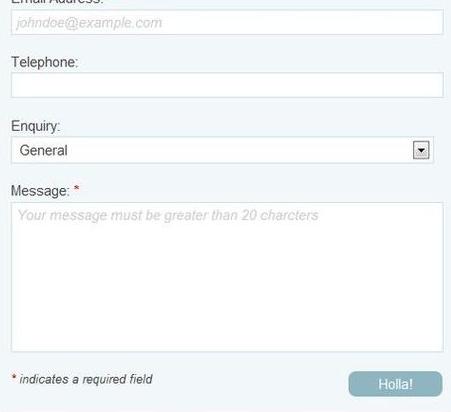 Email Address:
johndoe@example.com
Telephone:
Enquiry:
General
Message: *
Your message must be greater than 20 charcters
* indicates a required field
Holla!